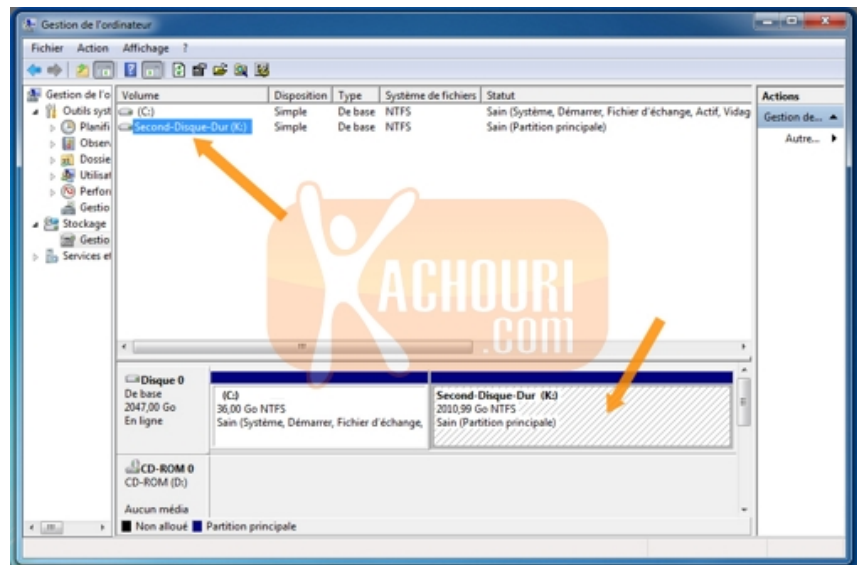 Gestion de l'ordinateur
Fichier Action Affichage ?
Gestion de l'o
Outils syst
Planifi
Obser
Dossie
Utilisat
Perfor
Gestio
Stockage
Gestio
Services et
Volume Disposition Type Système de fichiers Statut
(C:) Simple De base NTFS Sain (Système, Démarrer, Fichier d'échange, Actif, Vidag
Second-Disque-Dur (K:) Simple De base NTFS Sain (Partition principale)
Actions
Gestion de...
Autre...
KACHOURI
.COM
Disque 0
De base
2047,00 Go
En ligne
(C:)
36,00 Go NTFS
Sain (Système, Démarrer, Fichier d'échange,
Second-Disque-Dur (K:)
2010,99 Go NTFS
Sain (Partition principale)
CD-ROM 0
CD-ROM (D:)
Aucun média
Non alloué Partition principale